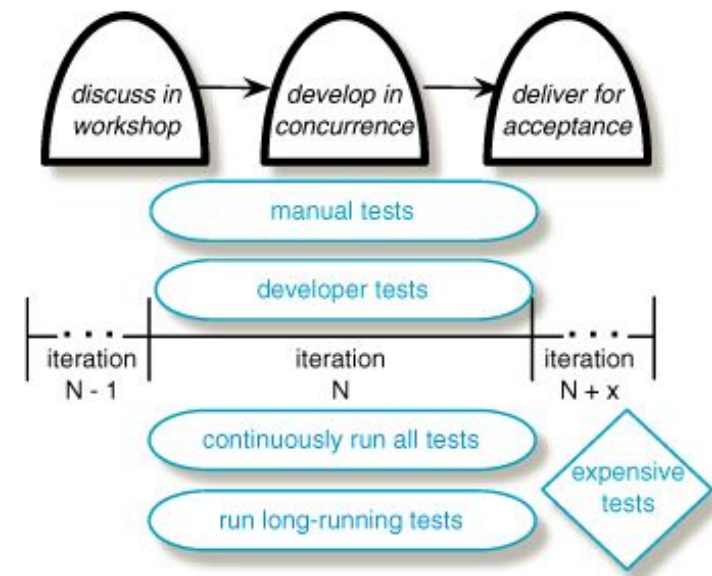 discuss in
workshop
develop in
concurrence
deliver for
acceptance
manual tests
developer tests
iteration
N - 1
iteration
N
iteration
N + x
continuously run all tests
expensive
tests
run long-running tests